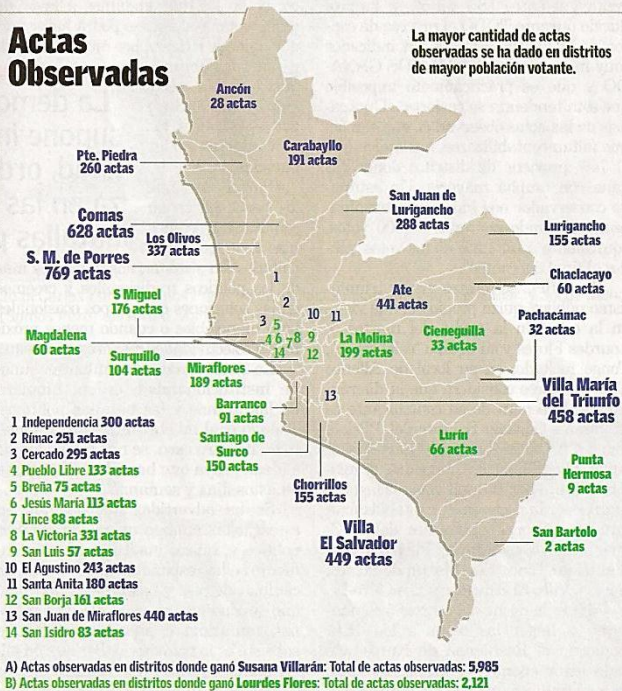 Actas
Observadas
La mayor cantidad de actas
observadas se ha dado en distritos
de mayor población votante.
Ancón
28 actas
Carabayllo
191 actas
Pte. Piedra
260 actas
San Juan de
Lurigancho
288 actas
Comas
628 actas
Lurigancho
155 actas
Los Olivos
337 actas
S. M. de Porres
769 actas
Chaclacayo
60 actas
Ate
441 actas
S Miguel
176 actas
Pachacámac
32 actas
Magdalena
60 actas
La Molina
199 actas
Cieneguilla
33 actas
Surquillo
104 actas
Miraflores
189 actas
Villa María
del Triunfo
458 actas
Barranco
91 actas
Santiago de
Surco
150 actas
Lurín
66 actas
Chorrillos
155 actas
Punta
Hermosa
9 actas
Villa
El Salvador
449 actas
San Bartolo
2 actas
1
2
3
10
11
5
4 6 7 8 9
14
12
13
1 Independencia 300 actas
2 Rímac 251 actas
3 Cercado 295 actas
4 Pueblo Libre 133 actas
5 Breña 75 actas
6 Jesús María 113 actas
7 Lince 88 actas
8 La Victoria 331 actas
9 San Luis 57 actas
10 El Agustino 243 actas
11 Santa Anita 180 actas
12 San Borja 161 actas
13 San Juan de Miraflores 440 actas
14 San Isidro 83 actas
A) Actas observadas en distritos donde ganó Susana Villarán: Total de actas observadas: 5,985
B) Actas observadas en distritos donde ganó Lourdes Flores: Total de actas observadas: 2,121